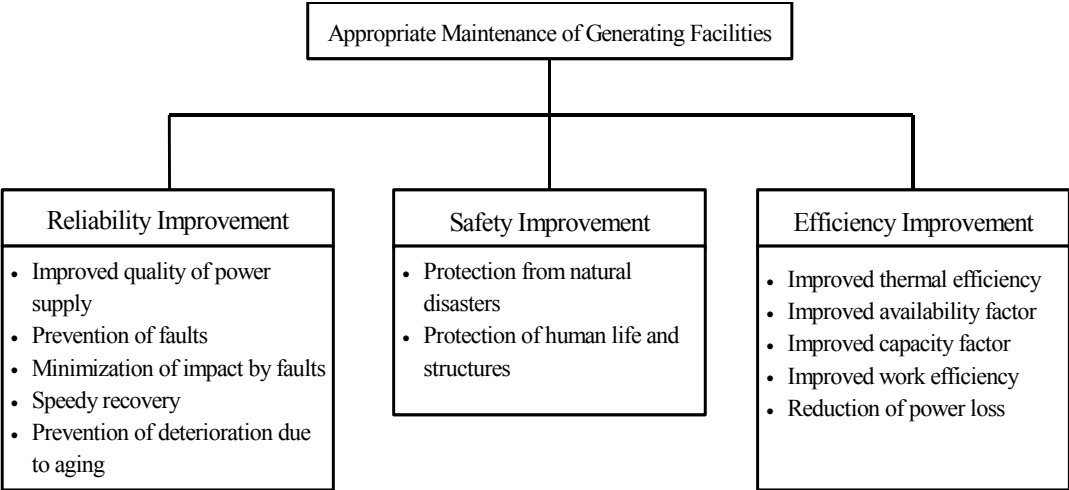 Appropriate Maintenance of Generating Facilities
Reliability Improvement
• Improved quality of power
supply
• Prevention of faults
• Minimization of impact by faults
• Speedy recovery
• Prevention of deterioration due
to aging
Safety Improvement
• Protection from natural
disasters
• Protection of human life and
structures
Efficiency Improvement
• Improved thermal efficiency
• Improved availability factor
• Improved capacity factor
• Improved work efficiency
• Reduction of power loss